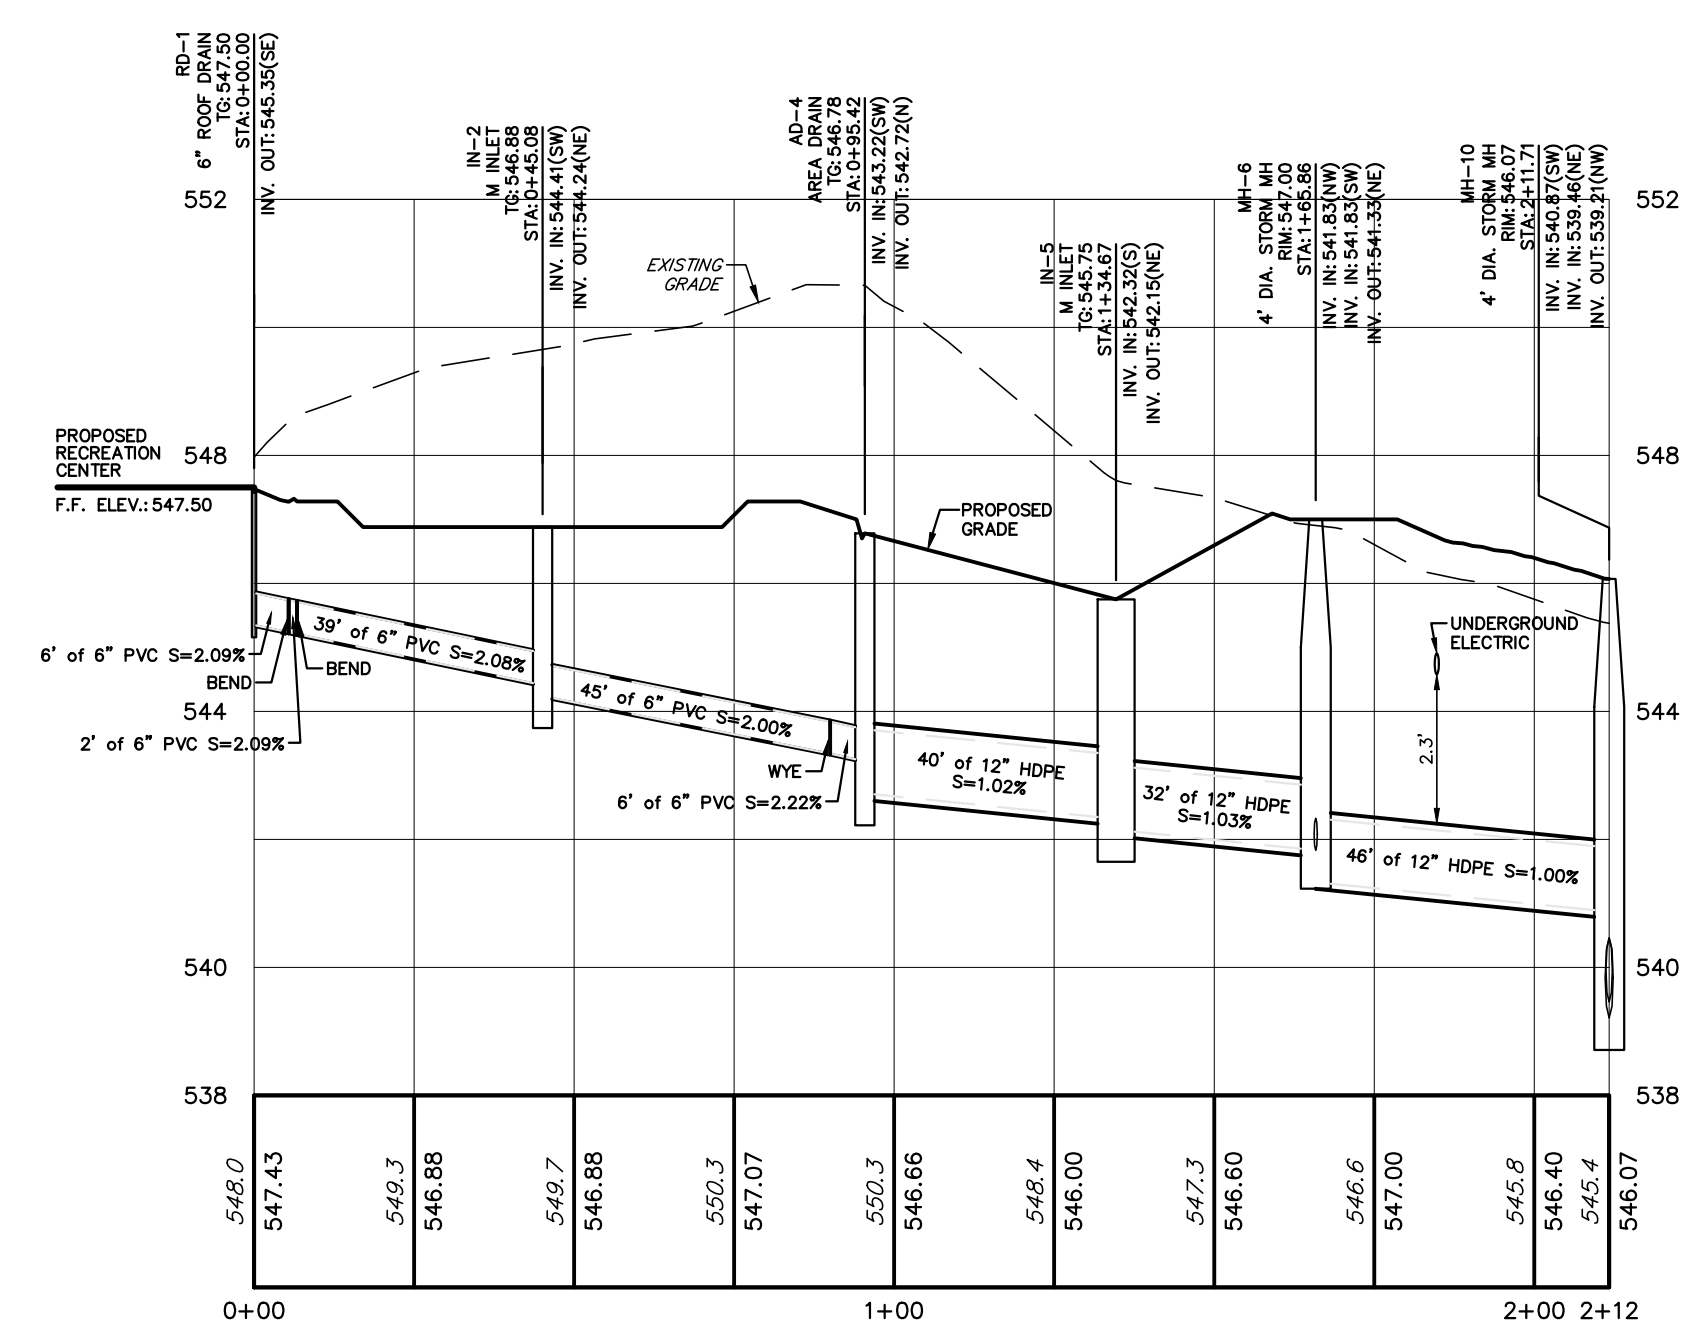 RD-1
6" ROOF DRAIN
TG:547.50
STA:0+00.00
INV. OUT:545.35(SE)
IN-2
M INLET
TG:546.88
STA:0+45.08
INV. IN:544.41(SW)
INV. OUT:544.24(NE)
AD-4
AREA DRAIN
TG:546.78
STA:0+95.42
INV. IN:543.22(SW)
INV. OUT:542.72(N)
IN-5
M INLET
TG:545.75
STA:1+34.67
INV. IN:542.32(S)
INV. OUT:542.15(NE)
MH-6
4' DIA. STORM MH
RIM:547.00
STA:1+65.86
INV. IN:541.83(NW)
INV. IN:541.83(SW)
INV. OUT:541.33(NE)
MH-10
4' DIA. STORM MH
RIM:546.07
STA:2+11.71
INV. IN:540.87(SW)
INV. IN:539.46(NE)
INV. OUT:539.21(NW)
552
552
EXISTING
GRADE
PROPOSED
RECREATION
CENTER
548
548
F.F. ELEV.:547.50
PROPOSED
GRADE
39' of 6" PVC S=2.08%
6' of 6" PVC S=2.09%
BEND
BEND
UNDERGROUND
ELECTRIC
544
544
45' of 6" PVC S=2.00%
2' of 6" PVC S=2.09%
2.3'
WYE
6' of 6" PVC S=2.22%
40' of 12" HDPE
S=1.02%
32' of 12" HDPE
S=1.03%
46' of 12" HDPE S=1.00%
540
540
538
538
548.0
547.43
549.3
546.88
549.7
546.88
550.3
547.07
550.3
546.66
548.4
546.00
547.3
546.60
546.6
547.00
545.8
546.40
545.4
546.07
0+00
1+00
2+00
2+12